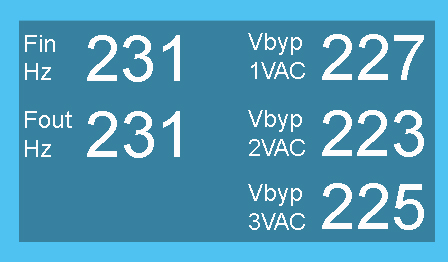 Fin
Hz 231
Vbyp
1VAC 227
Fout
Hz 231
Vbyp
2VAC 223
Vbyp
3VAC 225